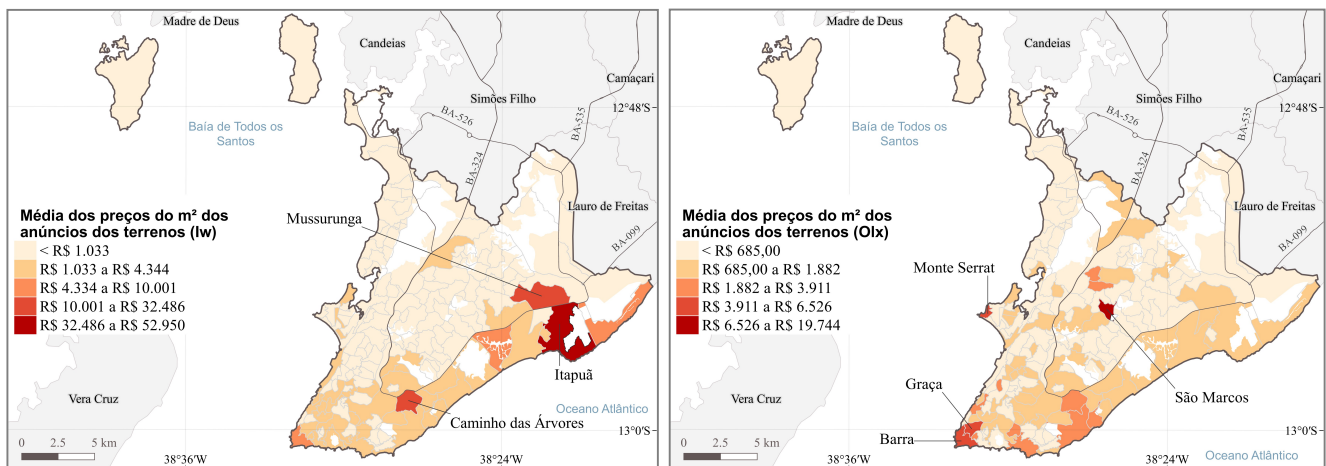 Madre de Deus
Candeias
Camaçari
Simões Filho
12°48'S
BA-526
BA-535
Baía de Todos os
Santos
BA-324
Lauro de Freitas
BA-099
Média dos preços do m² dos
anúncios dos terrenos (Iw)
< R$ 1.033
R$ 1.033 a R$ 4.344
R$ 4.334 a R$ 10.001
R$ 10.001 a R$ 32.486
R$ 32.486 a R$ 52.950
Mussurunga
Itapuã
Vera Cruz
Caminho das Árvores
Oceano Atlântico
13°0'S
0 2.5 5 km
38°36'W
38°24'W
Madre de Deus
Candeias
Camaçari
Simões Filho
12°48'S
BA-526
BA-535
Baía de Todos os
Santos
BA-324
Lauro de Freitas
BA-099
Média dos preços do m² dos
anúncios dos terrenos (Olx)
< R$ 685,00
R$ 685,00 a R$ 1.882
R$ 1.882 a R$ 3.911
R$ 3.911 a R$ 6.526
R$ 6.526 a R$ 19.744
Monte Serrat
Graça
São Marcos
Vera Cruz
Barra
13°0'S
0 2.5 5 km
Oceano Atlântico
38°36'W
38°24'W